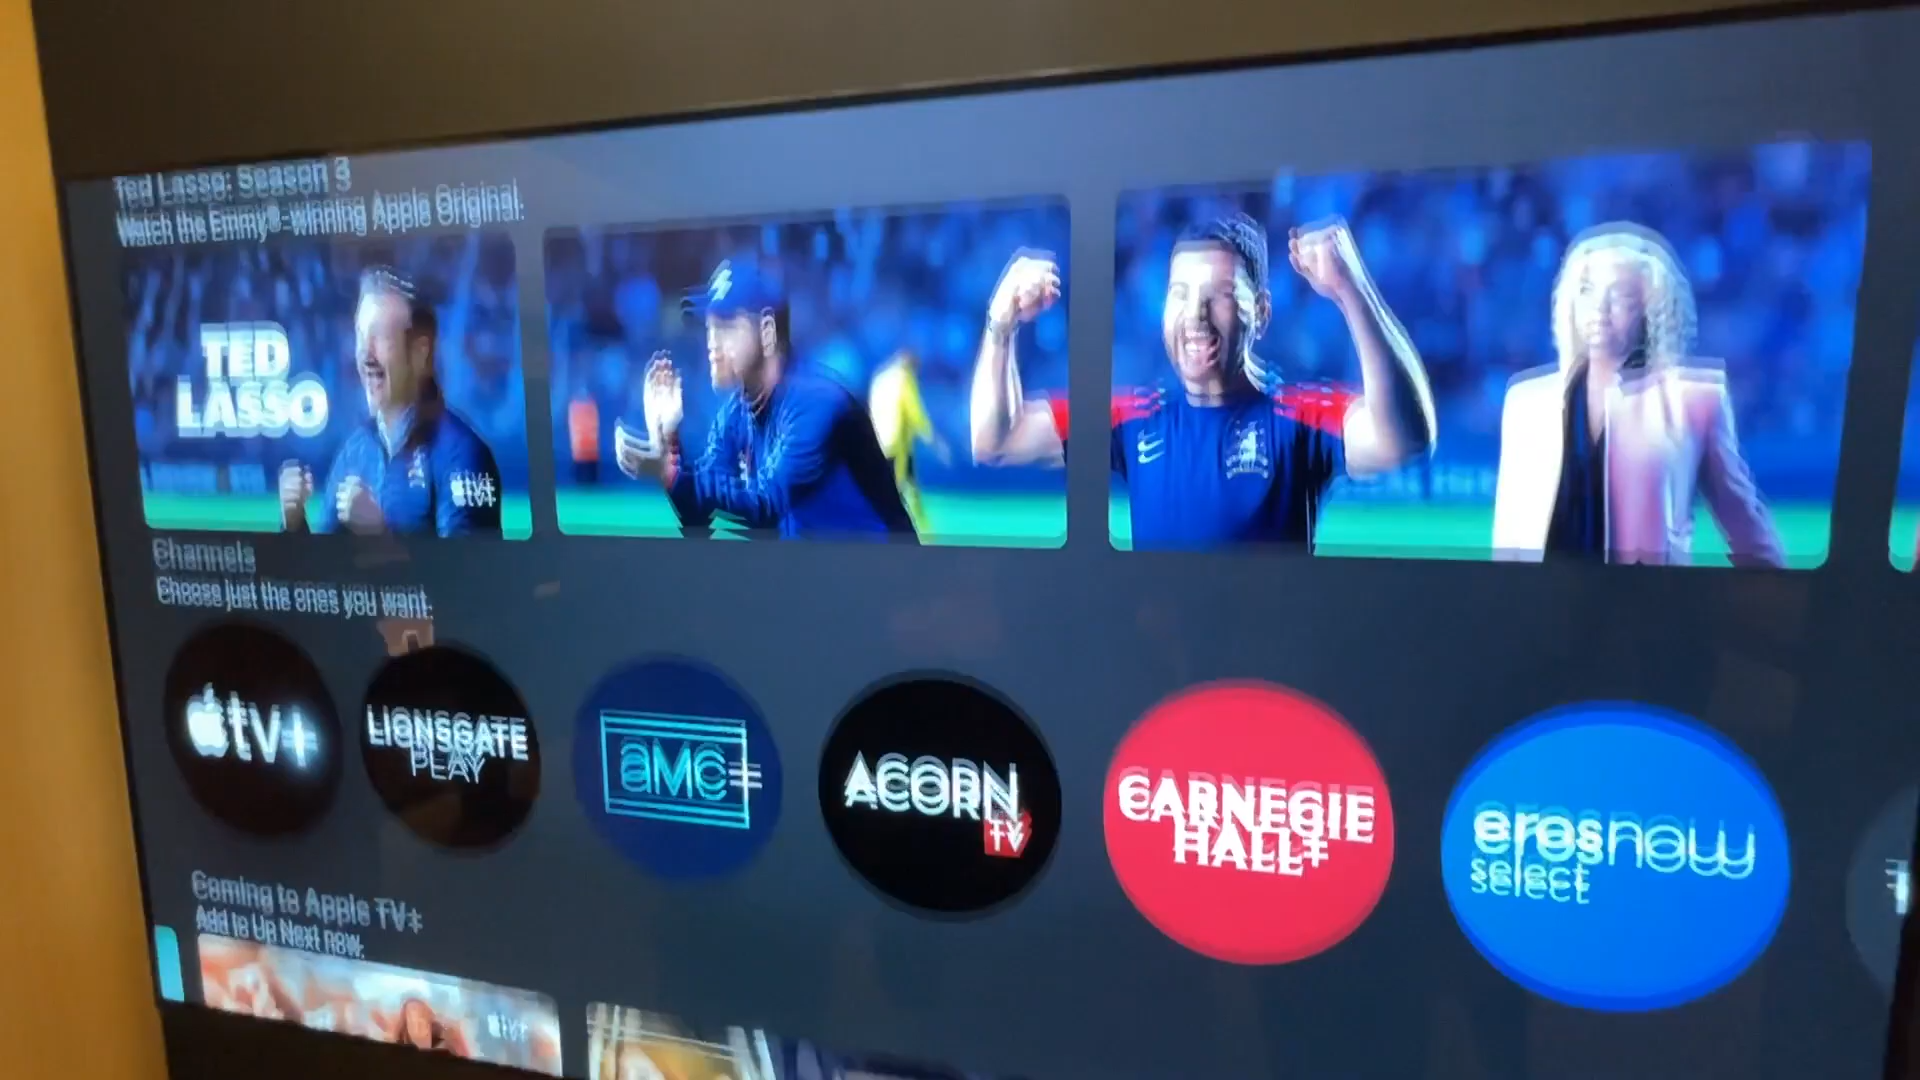 Ted Lasso: Season 3
Watch the Emmy®-winning Apple Original.
TED
LASSO
tv+
Channels
Choose just the ones you want.
tv+
LIONSGATE
PLAY
aMC+
ACORN
TV
CARNEGIE
HALL+
erosnow
select
Coming to Apple TV+
Add to Up Next now.
tv+